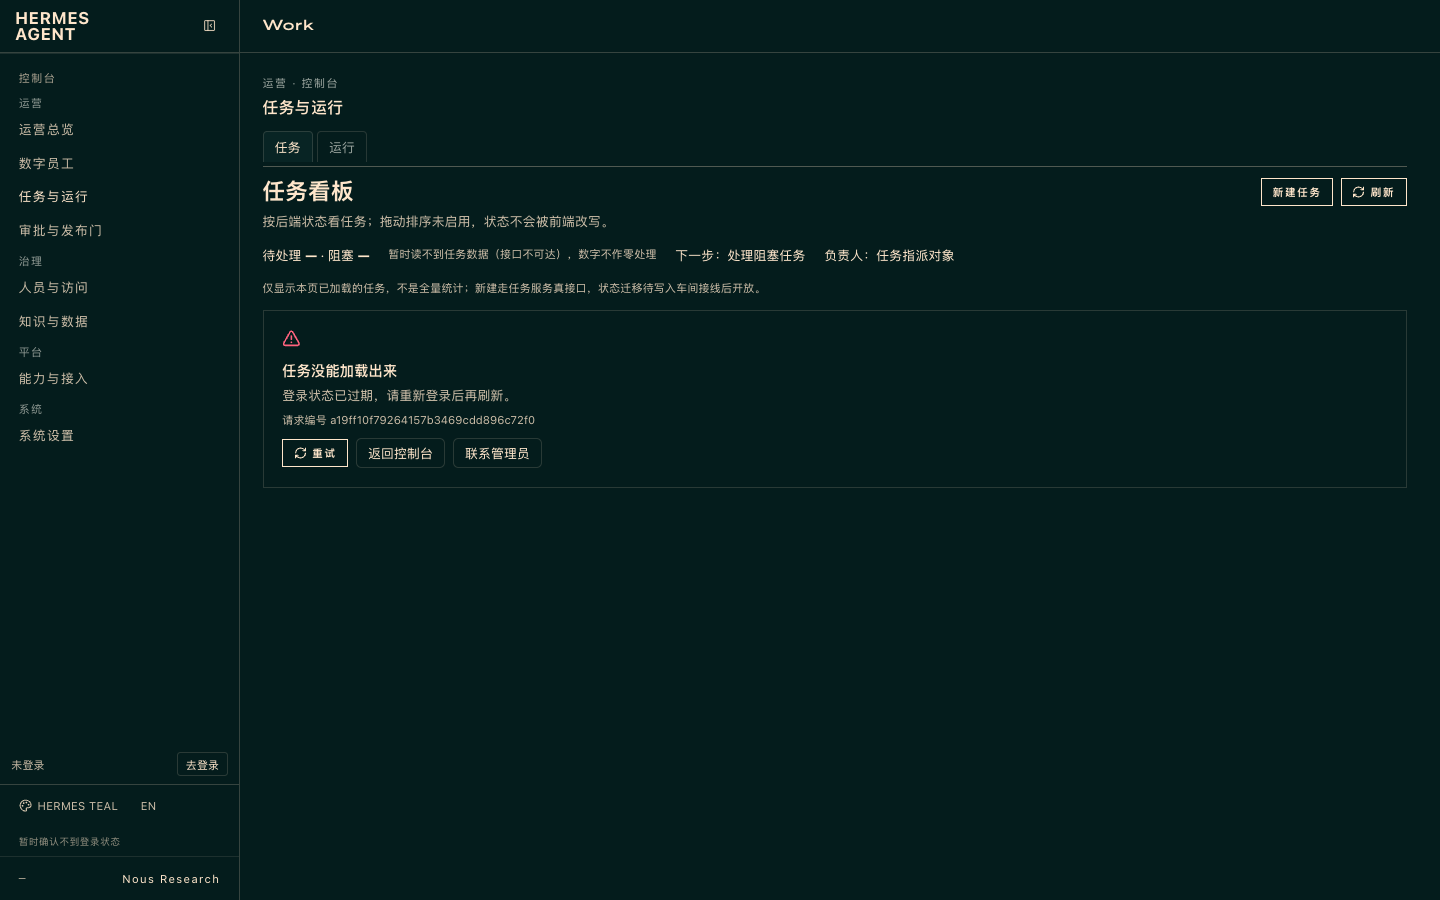 HERMES
AGENT
Work
控制台
运营
运营总览
数字员工
任务与运行
审批与发布门
治理
人员与访问
知识与数据
平台
能力与接入
系统
系统设置
未登录
去登录
HERMES TEAL
EN
暂时确认不到登录状态
—
Nous Research
运营 · 控制台
任务与运行
任务
运行
任务看板
新建任务
刷新
按后端状态看任务；拖动排序未启用，状态不会被前端改写。
待处理 — · 阻塞 — 暂时读不到任务数据（接口不可达），数字不作零处理 下一步：处理阻塞任务 负责人：任务指派对象
仅显示本页已加载的任务，不是全量统计；新建走任务服务真接口，状态迁移待写入车间接线后开放。
任务没能加载出来
登录状态已过期，请重新登录后再刷新。
请求编号 a19ff10f79264157b3469cdd896c72f0
重试
返回控制台
联系管理员